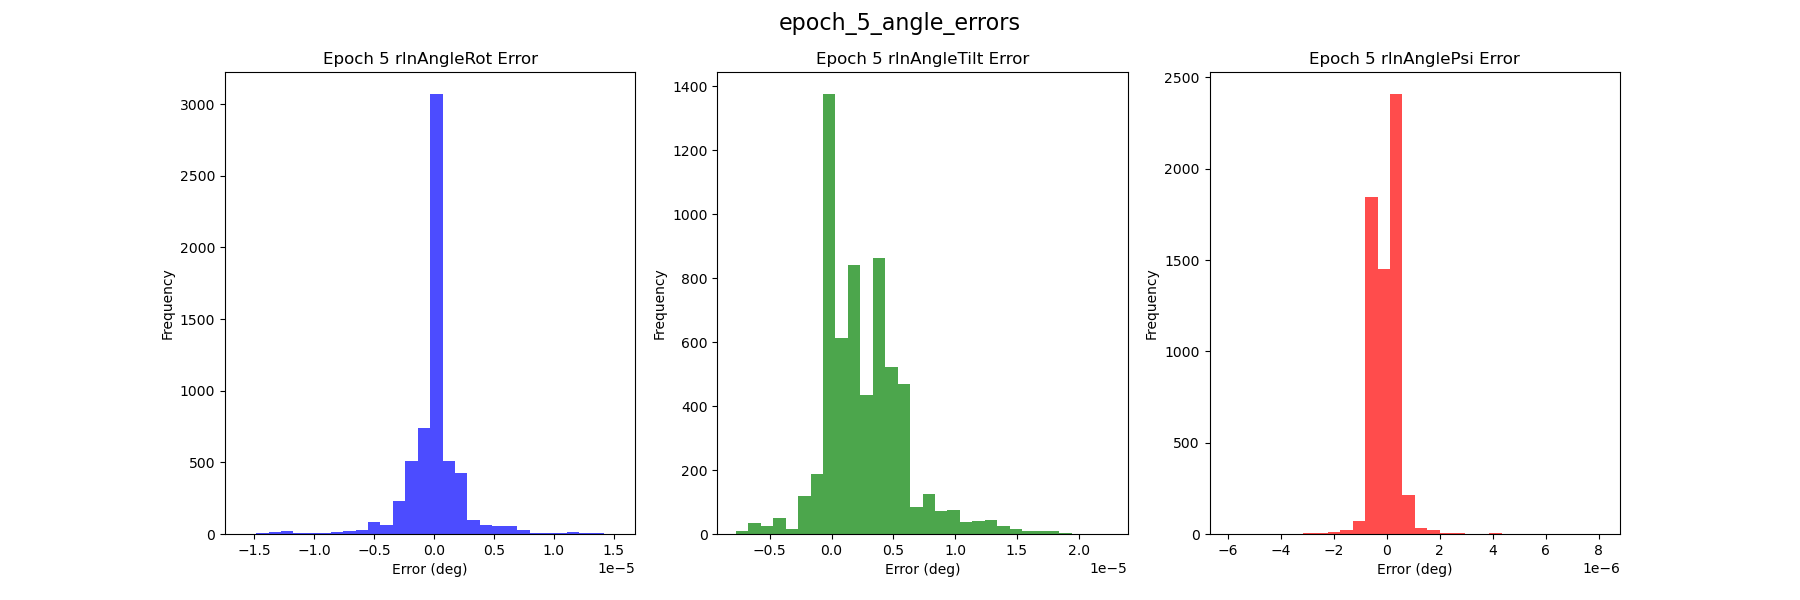 epoch_5_angle_errors
Epoch 5 rlnAngleRot Error
Frequency
3000
2500
2000
1500
1000
500
0
−1.5 −1.0 −0.5 0.0 0.5 1.0 1.5
Error (deg)
1e−5
Epoch 5 rlnAngleTilt Error
Frequency
1400
1200
1000
800
600
400
200
0
−0.5 0.0 0.5 1.0 1.5 2.0
Error (deg)
1e−5
Epoch 5 rlnAnglePsi Error
Frequency
2500
2000
1500
1000
500
0
−6 −4 −2 0 2 4 6 8
Error (deg)
1e−6